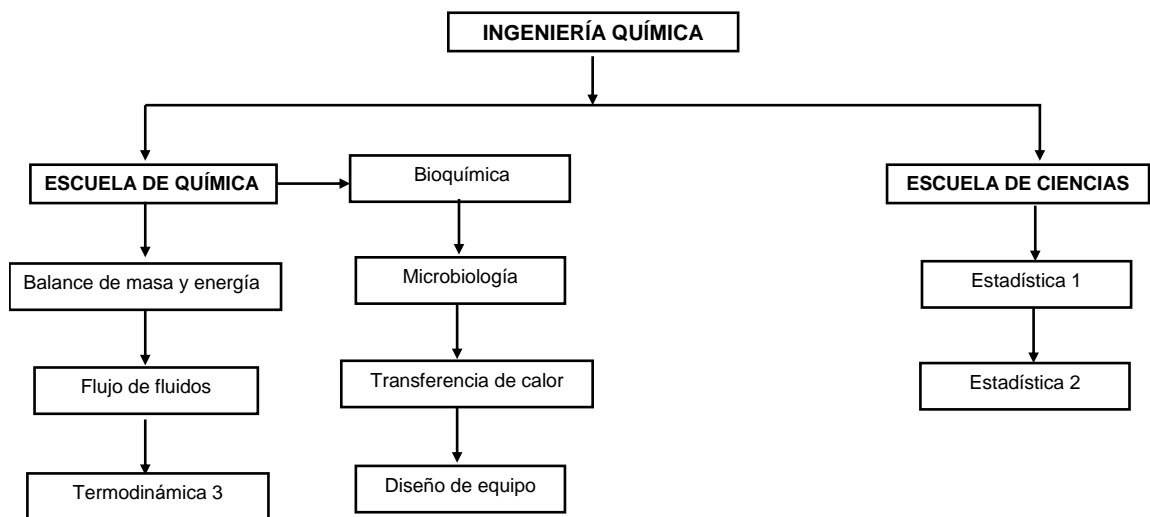 INGENIERÍA QUÍMICA
ESCUELA DE QUÍMICA
Bioquímica
ESCUELA DE CIENCIAS
Balance de masa y energía
Microbiología
Estadística 1
Flujo de fluidos
Transferencia de calor
Estadística 2
Termodinámica 3
Diseño de equipo